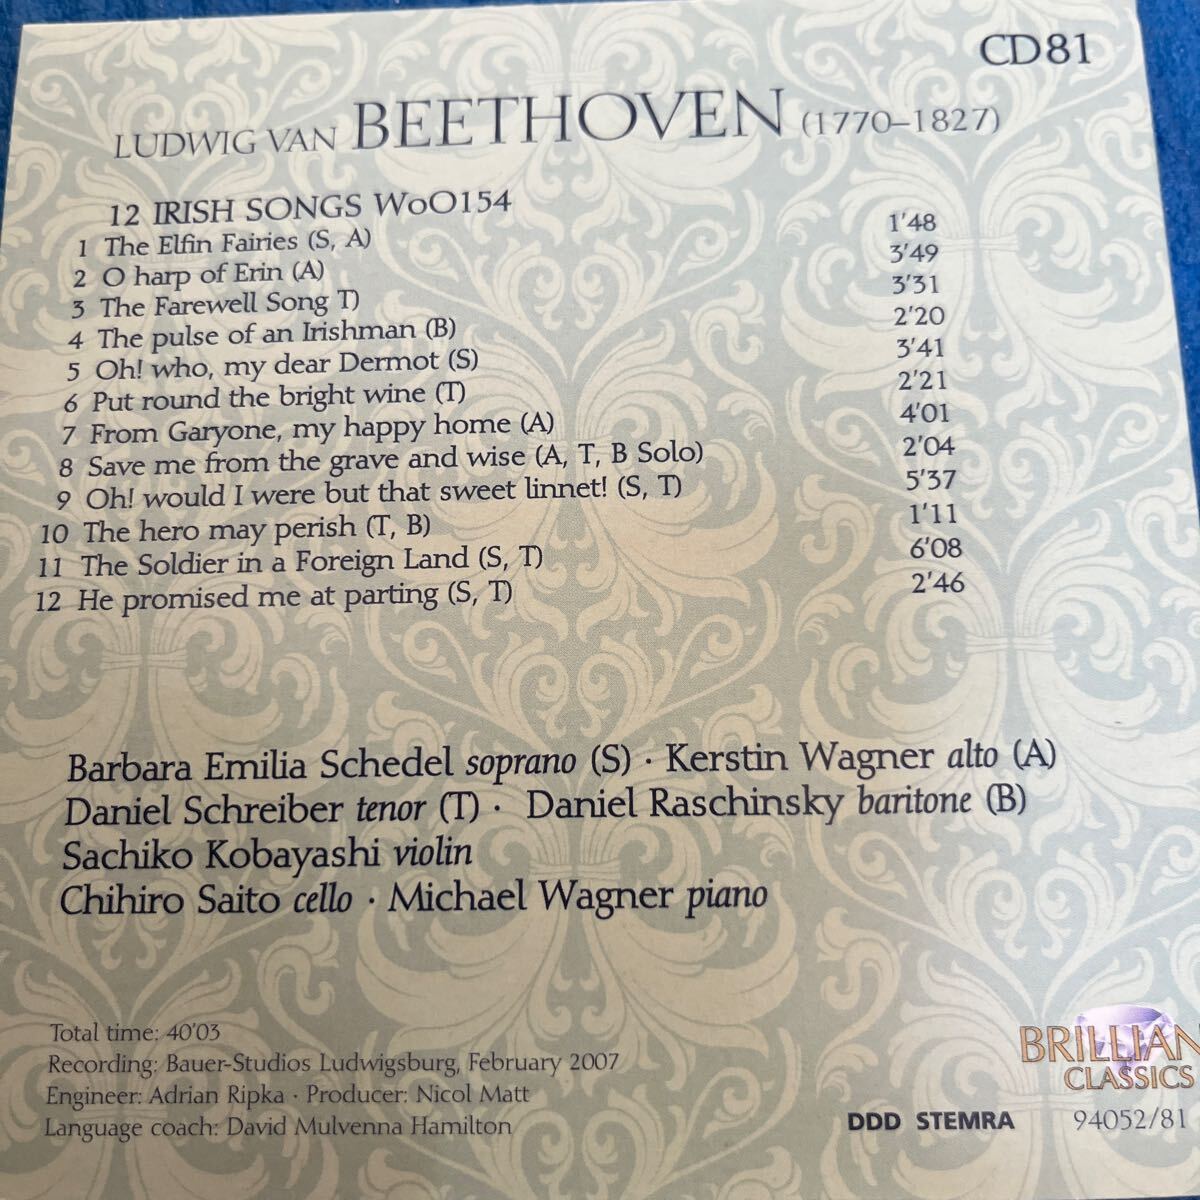 CD81
LUDWIG VAN BEETHOVEN (1770–1827)
12 IRISH SONGS WoO154
1 The Elfin Fairies (S, A) 1'48
2 O harp of Erin (A) 3'49
3 The Farewell Song T) 3'31
4 The pulse of an Irishman (B) 2'20
5 Oh! who, my dear Dermot (S) 3'41
6 Put round the bright wine (T) 2'21
7 From Garyone, my happy home (A) 4'01
8 Save me from the grave and wise (A, T, B Solo) 2'04
9 Oh! would I were but that sweet linnet! (S, T) 5'37
10 The hero may perish (T, B) 1'11
11 The Soldier in a Foreign Land (S, T) 6'08
12 He promised me at parting (S, T) 2'46
Barbara Emilia Schedel soprano (S) · Kerstin Wagner alto (A)
Daniel Schreiber tenor (T) · Daniel Raschinsky baritone (B)
Sachiko Kobayashi violin
Chihiro Saito cello · Michael Wagner piano
Total time: 40'03
Recording: Bauer-Studios Ludwigsburg, February 2007
Engineer: Adrian Ripka · Producer: Nicol Matt
Language coach: David Mulvenna Hamilton
BRILLIAN
CLASSICS
DDD STEMRA 94052/81